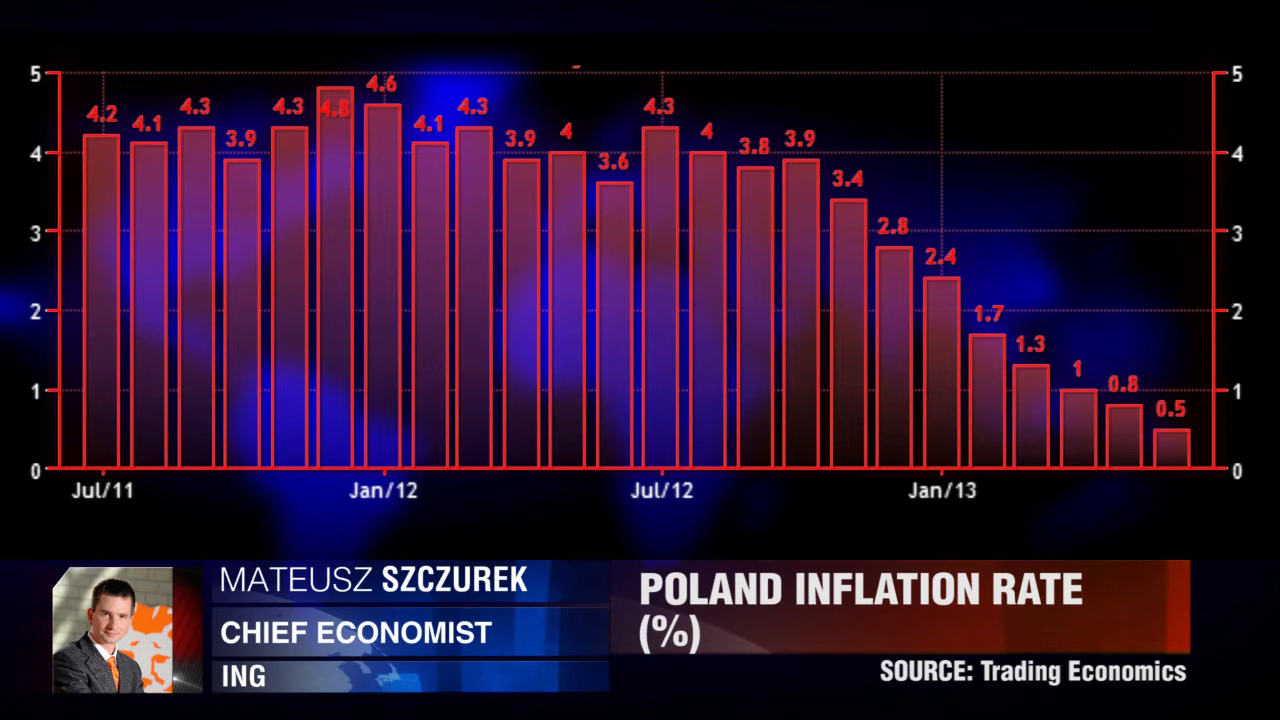 5 5
4.2 4.1 4.3 3.9 4.3 4.8 4.6 4.1 4.3 3.9 4 3.6 4.3 4 3.8 3.9 3.4 2.8 2.4 1.7 1.3 1 0.8 0.5
4 4
3 3
2 2
1 1
0 0
Jul/11 Jan/12 Jul/12 Jan/13
MATEUSZ SZCZUREK
CHIEF ECONOMIST
ING
POLAND INFLATION RATE
(%)
SOURCE: Trading Economics